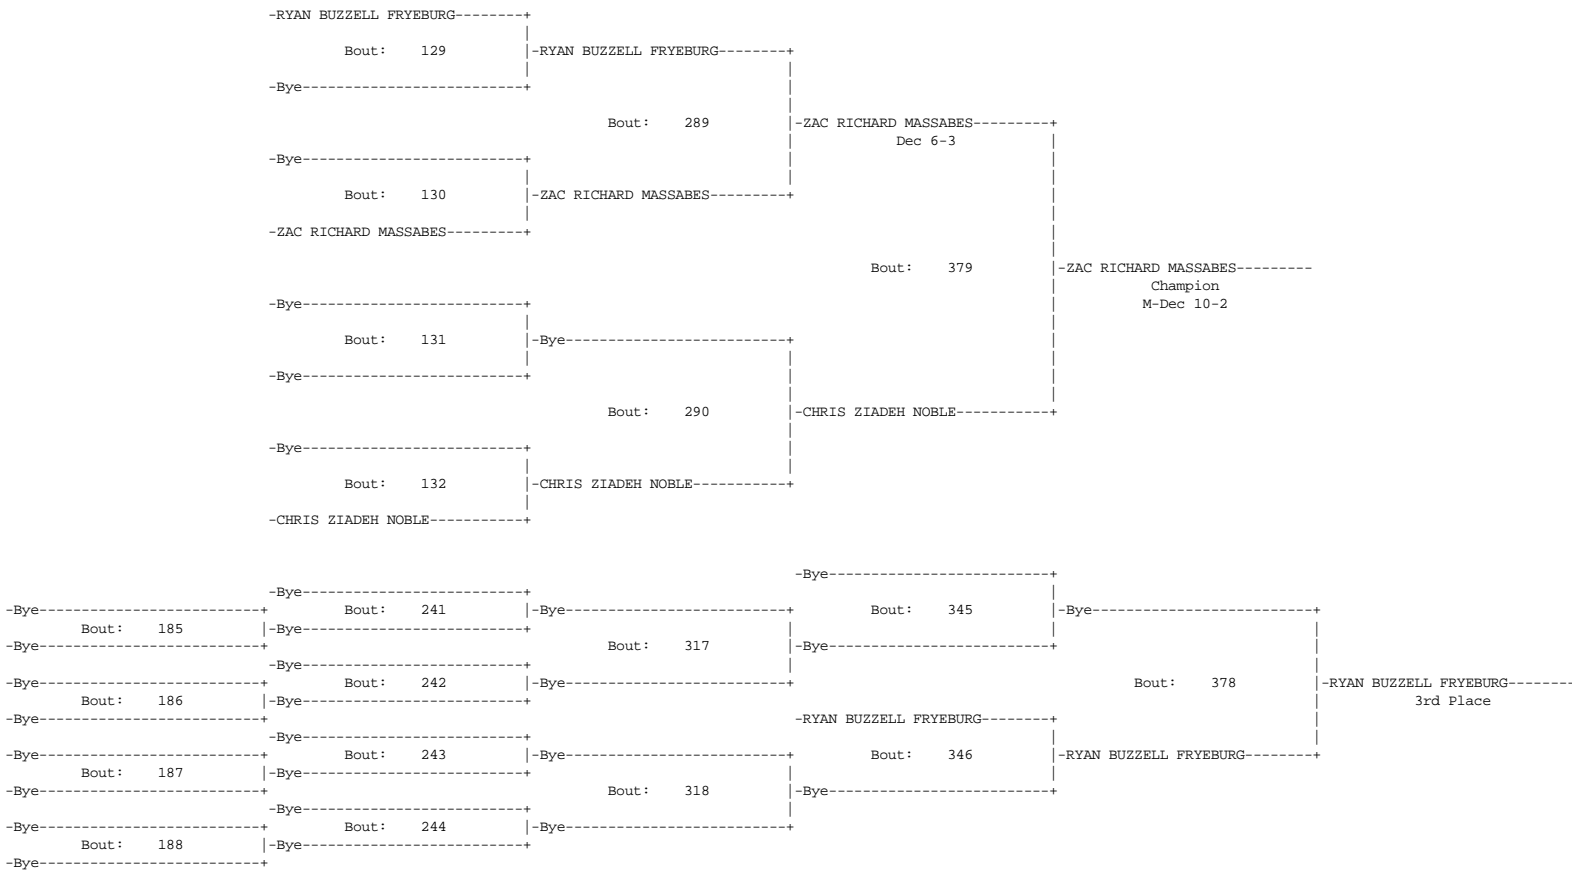 -RYAN BUZZELL FRYEBURG--------+
Bout: 129 |-RYAN BUZZELL FRYEBURG--------+
-Bye--------------------------+
Bout: 289 |-ZAC RICHARD MASSABES---------+
Dec 6-3
-Bye--------------------------+
Bout: 130 |-ZAC RICHARD MASSABES---------+
-ZAC RICHARD MASSABES---------+
Bout: 379 |-ZAC RICHARD MASSABES---------
Champion
-Bye--------------------------+ M-Dec 10-2
Bout: 131 |-Bye--------------------------+
-Bye--------------------------+
Bout: 290 |-CHRIS ZIADEH NOBLE-----------+
-Bye--------------------------+
Bout: 132 |-CHRIS ZIADEH NOBLE-----------+
-CHRIS ZIADEH NOBLE-----------+
-Bye--------------------------+
-Bye--------------------------+
-Bye--------------------------+ Bout: 241 |-Bye--------------------------+ Bout: 345 |-Bye--------------------------+
Bout: 185 |-Bye--------------------------+
-Bye--------------------------+ Bout: 317 |-Bye--------------------------+
-Bye--------------------------+
-Bye--------------------------+ Bout: 242 |-Bye--------------------------+ Bout: 378 |-RYAN BUZZELL FRYEBURG--------
Bout: 186 |-Bye--------------------------+ 3rd Place
-Bye--------------------------+ -RYAN BUZZELL FRYEBURG--------+
-Bye--------------------------+
-Bye--------------------------+ Bout: 243 |-Bye--------------------------+ Bout: 346 |-RYAN BUZZELL FRYEBURG--------+
Bout: 187 |-Bye--------------------------+
-Bye--------------------------+ Bout: 318 |-Bye--------------------------+
-Bye--------------------------+
-Bye--------------------------+ Bout: 244 |-Bye--------------------------+
Bout: 188 |-Bye--------------------------+
-Bye--------------------------+